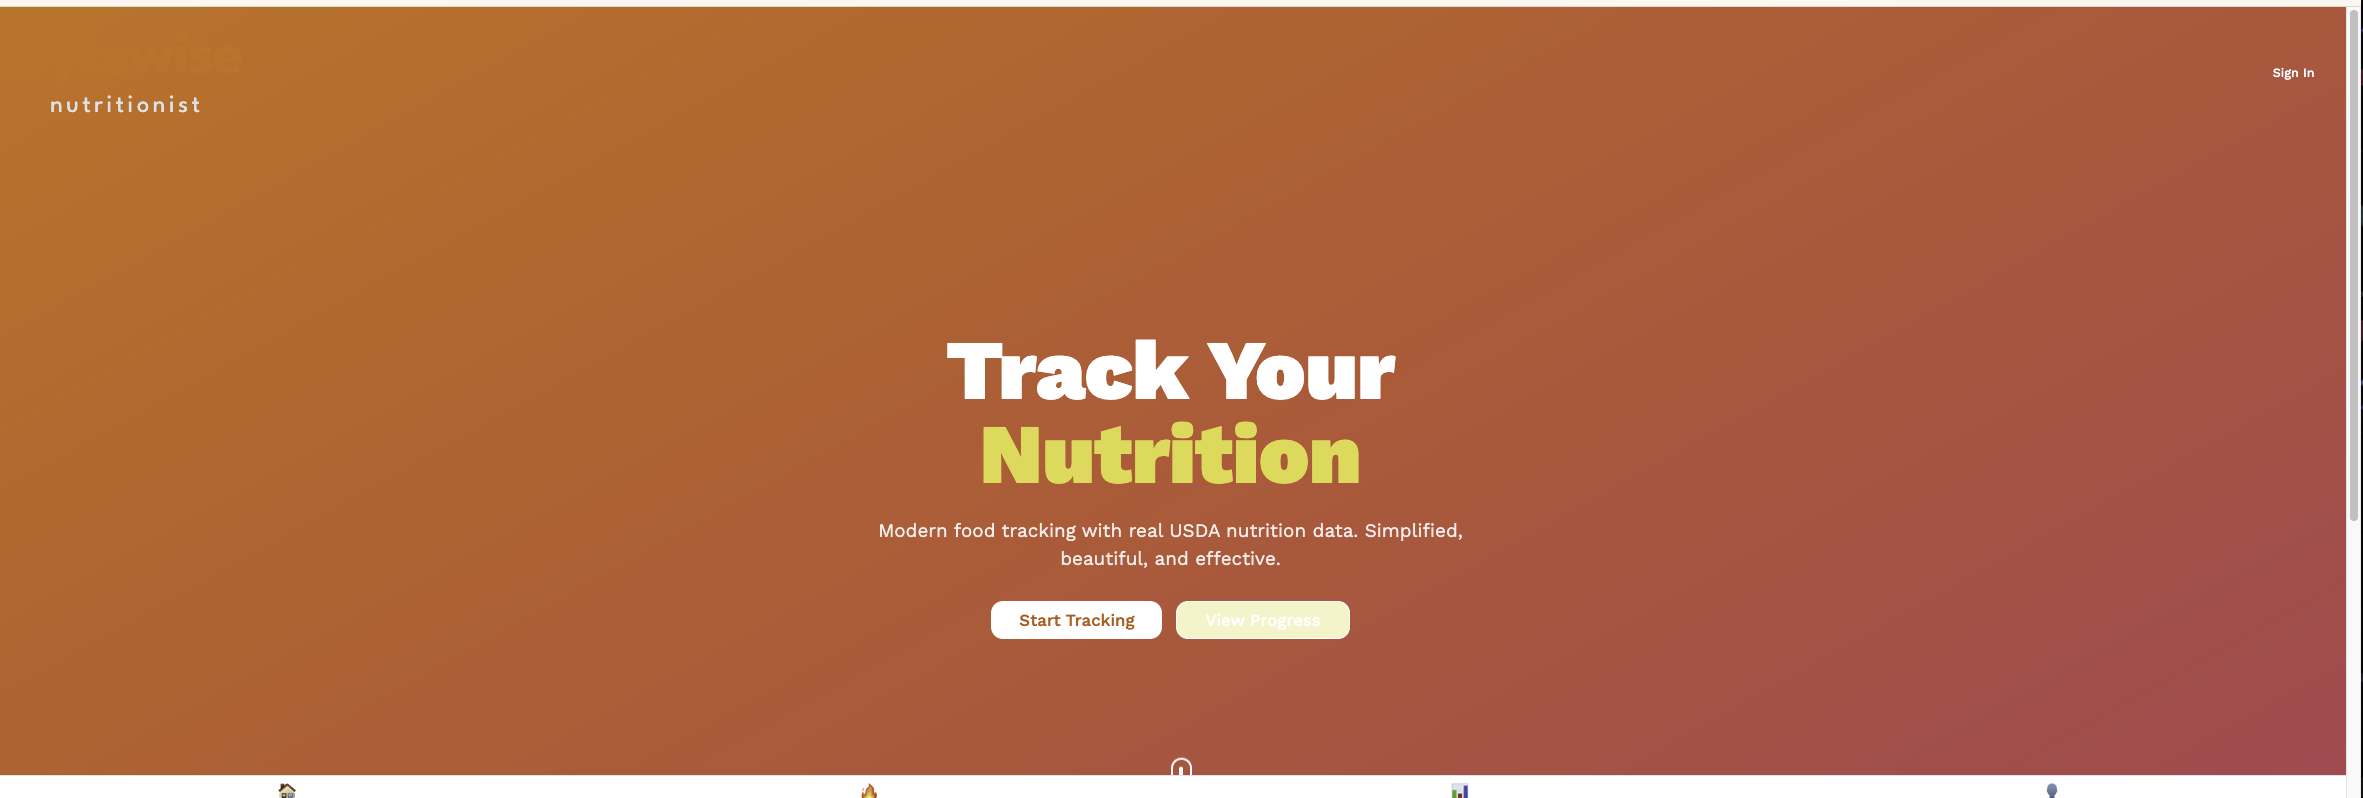 nutritionist
Sign In
Track Your
Nutrition
Modern food tracking with real USDA nutrition data. Simplified,
beautiful, and effective.
Start Tracking
View Progress